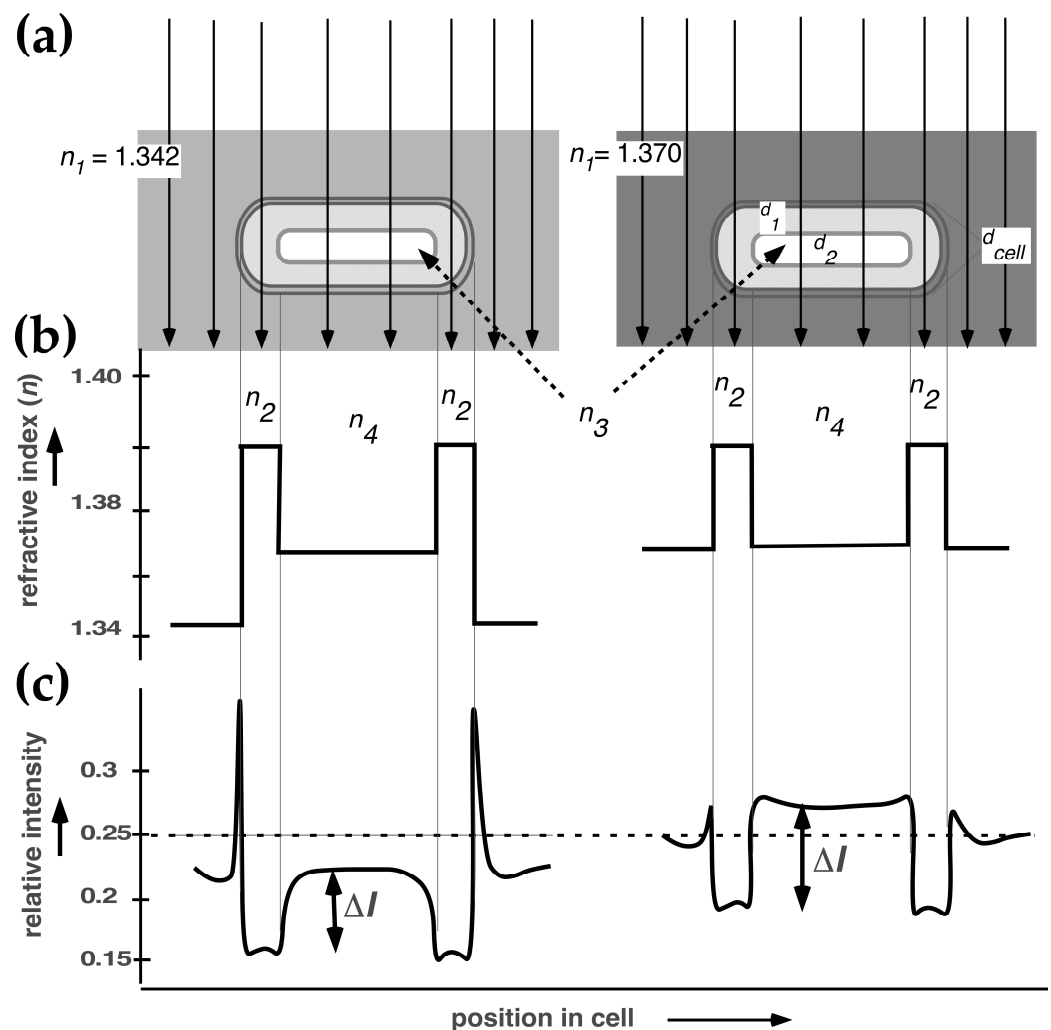 (a)
n1 = 1.342
n1= 1.370
d1
d2
dcell
(b)
1.40
n2
n2
n4
n3
n2
n2
n4
refractive index (n)
1.38
1.34
(c)
relative intensity
0.3
0.25
0.2
0.15
ΔI
ΔI
position in cell